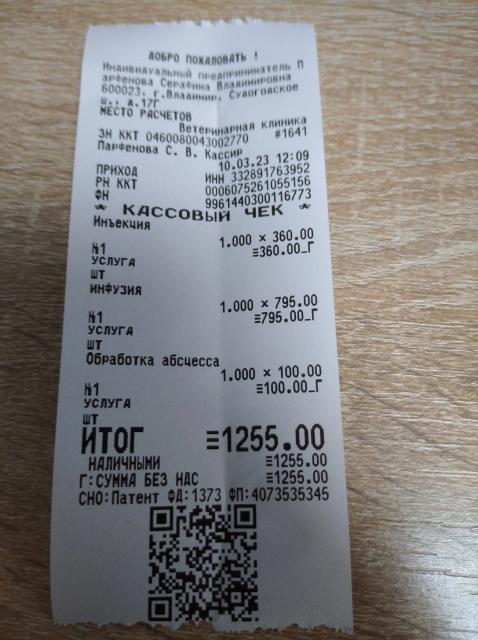 ДОБРО ПОЖАЛОВАТЬ !
Индивидуальный предприниматель П
арфенова Серафина Владимировна
600023, г.Владимир, Судогодское
ш., д.17Г
МЕСТО РАСЧЕТОВ
Ветеринарная клиника
ЗН ККТ 0460080043002770 #1641
Парфенова С. В. Кассир
10.03.23 12:09
ПРИХОД ИНН 332891763952
РН ККТ 0006075261055156
ФН 9961440300116773
* КАССОВЫЙ ЧЕК *
Инъекция
1.000 × 360.00
№1 ≡360.00_Г
УСЛУГА
ШТ
ИНФУЗИЯ
1.000 × 795.00
№1 ≡795.00_Г
УСЛУГА
ШТ
Обработка абсцесса
1.000 × 100.00
№1 ≡100.00_Г
УСЛУГА
ШТ
ИТОГ ≡1255.00
НАЛИЧНЫМИ ≡1255.00
Г:СУММА БЕЗ НДС ≡1255.00
СНО:Патент ФД:1373 ФП:4073535345